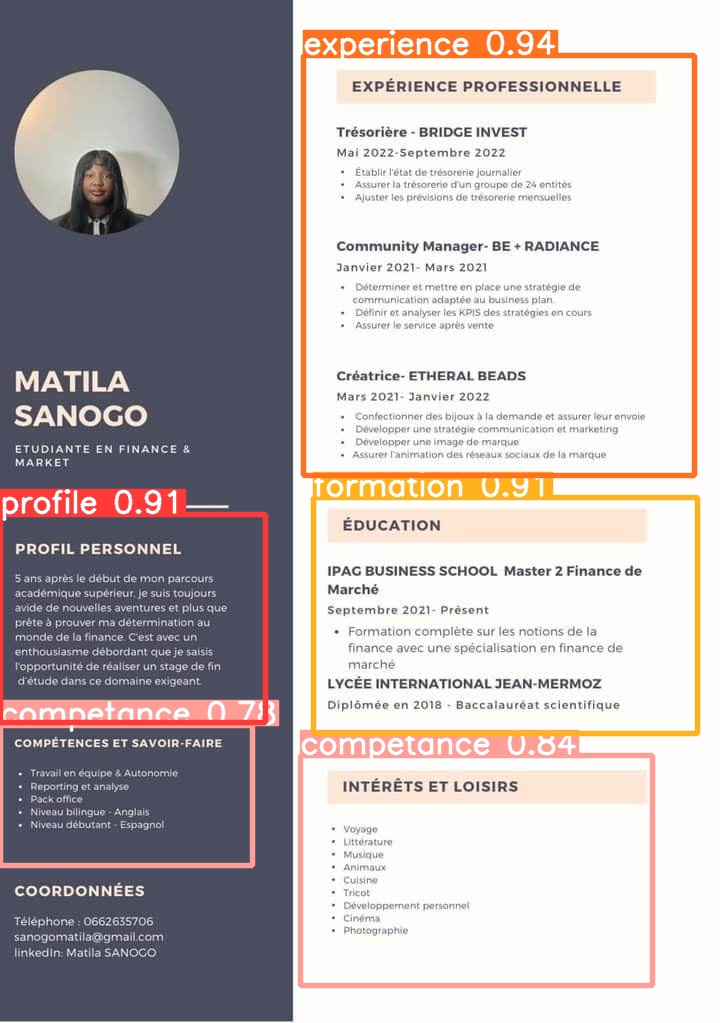 MATILA
SANOGO
ETUDIANTE EN FINANCE &
MARKET
profile 0.91
PROFIL PERSONNEL
5 ans après le début de mon parcours
académique supérieur, je suis toujours
avide de nouvelles aventures et plus que
prête à prouver ma détermination au
monde de la finance. C'est avec un
enthousiasme débordant que je saisis
l'opportunité de réaliser un stage de fin
d'étude dans ce domaine exigeant.
competance 0.78
COMPÉTENCES ET SAVOIR-FAIRE
• Travail en équipe & Autonomie
• Reporting et analyse
• Pack office
• Niveau bilingue - Anglais
• Niveau débutant - Espagnol
COORDONNÉES
Téléphone : 0662635706
sanogomatila@gmail.com
linkedIn: Matila SANOGO
experience 0.94
EXPÉRIENCE PROFESSIONNELLE
Trésorière - BRIDGE INVEST
Mai 2022-Septembre 2022
• Établir l'état de trésorerie journalier
• Assurer la trésorerie d'un groupe de 24 entités
• Ajuster les prévisions de trésorerie mensuelles
Community Manager- BE + RADIANCE
Janvier 2021- Mars 2021
• Déterminer et mettre en place une stratégie de
communication adaptée au business plan.
• Définir et analyser les KPIS des stratégies en cours
• Assurer le service après vente
Créatrice- ETHERAL BEADS
Mars 2021- Janvier 2022
• Confectionner des bijoux à la demande et assurer leur envoie
• Développer une stratégie communication et marketing
• Développer une image de marque
• Assurer l'animation des réseaux sociaux de la marque
formation 0.91
ÉDUCATION
IPAG BUSINESS SCHOOL Master 2 Finance de
Marché
Septembre 2021- Présent
• Formation complète sur les notions de la
finance avec une spécialisation en finance de
marché
LYCÉE INTERNATIONAL JEAN-MERMOZ
Diplômée en 2018 - Baccalauréat scientifique
competance 0.84
INTÉRÊTS ET LOISIRS
• Voyage
• Littérature
• Musique
• Animaux
• Cuisine
• Tricot
• Développement personnel
• Cinéma
• Photographie